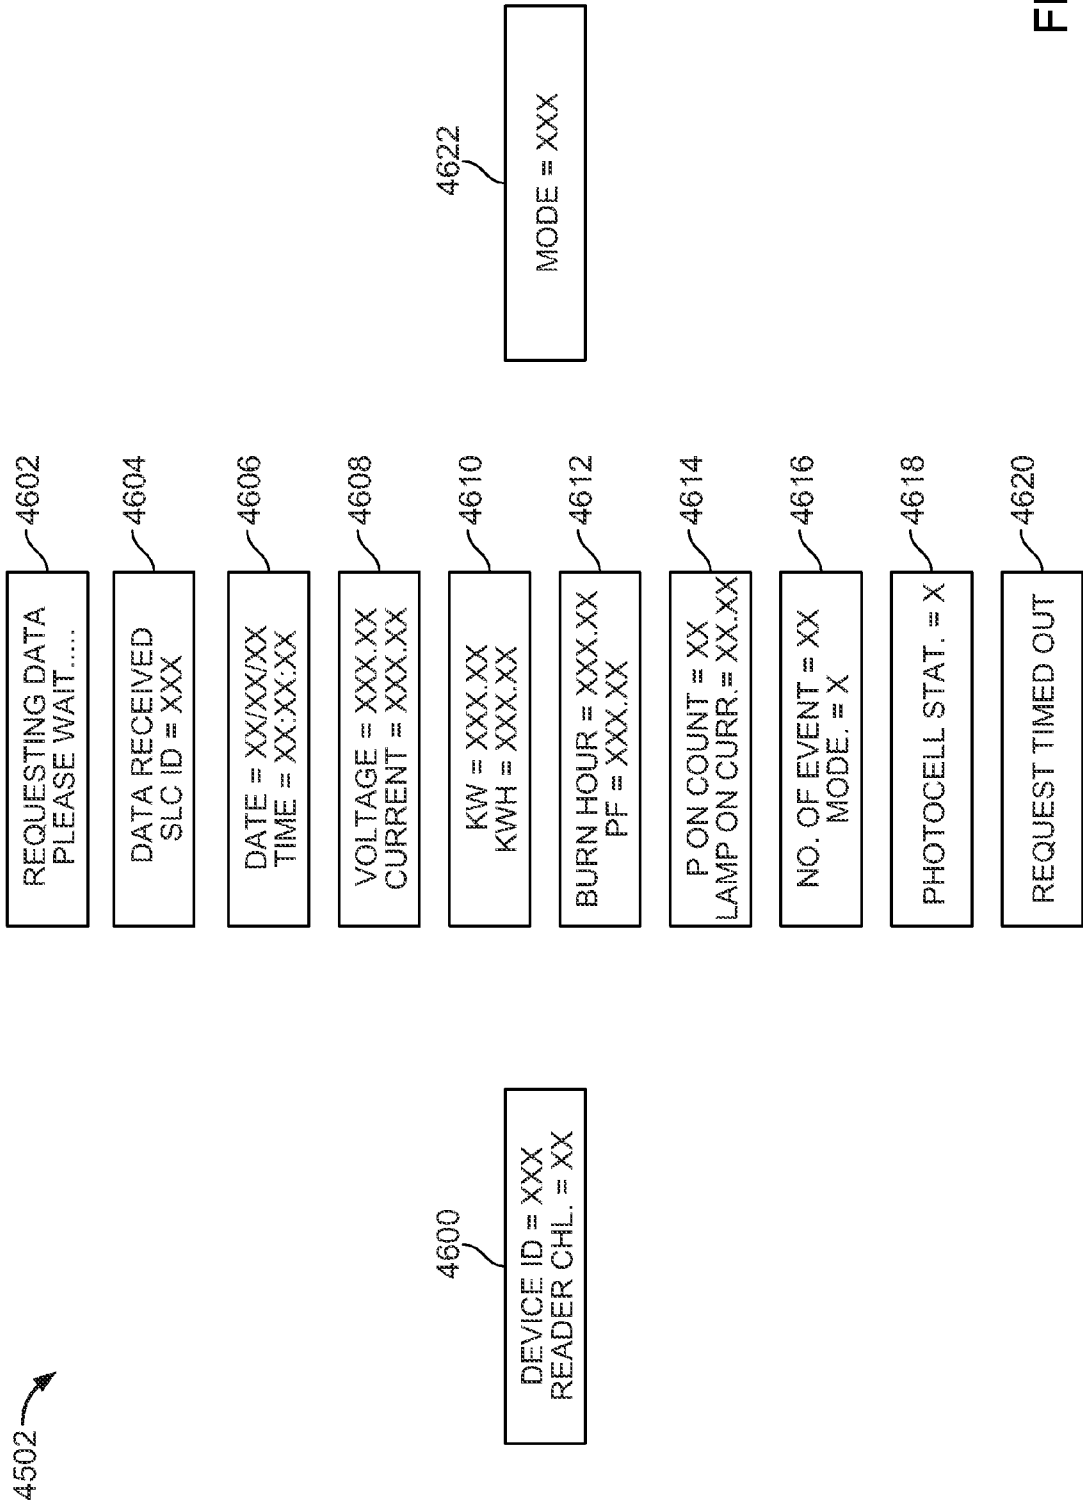 4502
4600
DEVICE ID = XXX
READER CHL. = XX
4602
REQUESTING DATA
PLEASE WAIT.....
4604
DATA RECEIVED
SLC ID = XXX
4606
DATE = XX/XX/XX
TIME = XX:XX:XX
4608
VOLTAGE = XXX.XX
CURRENT = XXX.XX
4610
KW = XXX.XX
KWH = XXX.XX
4612
BURN HOUR = XXX.XX
PF = XXX.XX
4614
P ON COUNT = XX
LAMP ON CURR.= XX.XX
4616
NO. OF EVENT = XX
MODE. = X
4618
PHOTOCELL STAT. = X
4620
REQUEST TIMED OUT
4622
MODE = XXX